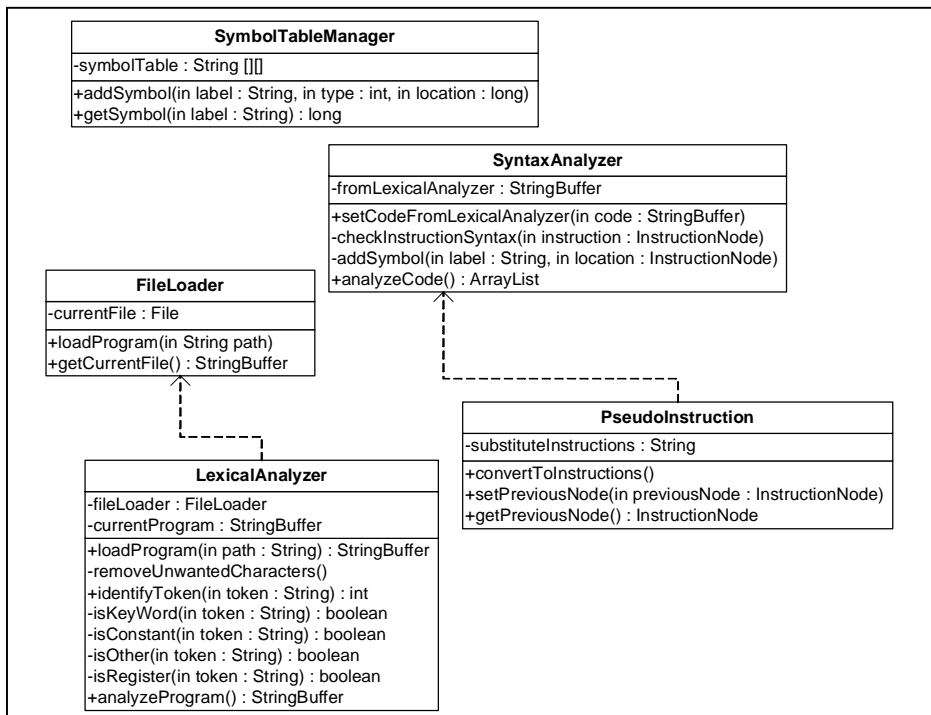 SymbolTableManager
-symbolTable : String [][]
+addSymbol(in label : String, in type : int, in location : long)
+getSymbol(in label : String) : long
SyntaxAnalyzer
-fromLexicalAnalyzer : StringBuffer
+setCodeFromLexicalAnalyzer(in code : StringBuffer)
-checkInstructionSyntax(in instruction : InstructionNode)
-addSymbol(in label : String, in location : InstructionNode)
+analyzeCode() : ArrayList
FileLoader
-currentFile : File
+loadProgram(in String path)
+getCurrentFile() : StringBuffer
PseudoInstruction
-substituteInstructions : String
+convertToInstructions()
+setPreviousNode(in previousNode : InstructionNode)
+getPreviousNode() : InstructionNode
LexicalAnalyzer
-fileLoader : FileLoader
-currentProgram : StringBuffer
+loadProgram(in path : String) : StringBuffer
-removeUnwantedCharacters()
+identifyToken(in token : String) : int
-isKeyWord(in token : String) : boolean
-isConstant(in token : String) : boolean
-isOther(in token : String) : boolean
-isRegister(in token : String) : boolean
+analyzeProgram() : StringBuffer